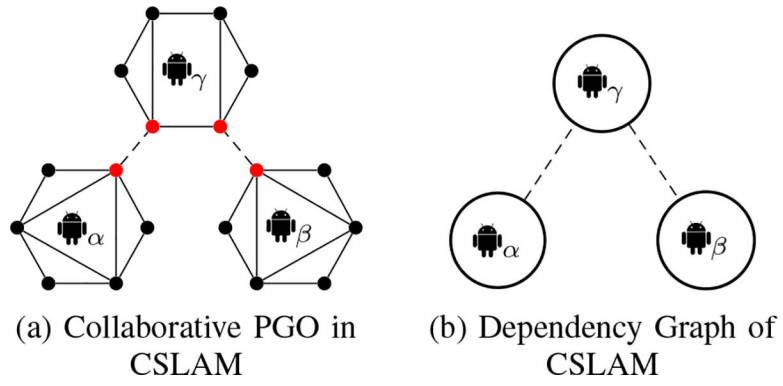 γ
α
β
(a) Collaborative PGO in
CSLAM
γ
α
β
(b) Dependency Graph of
CSLAM